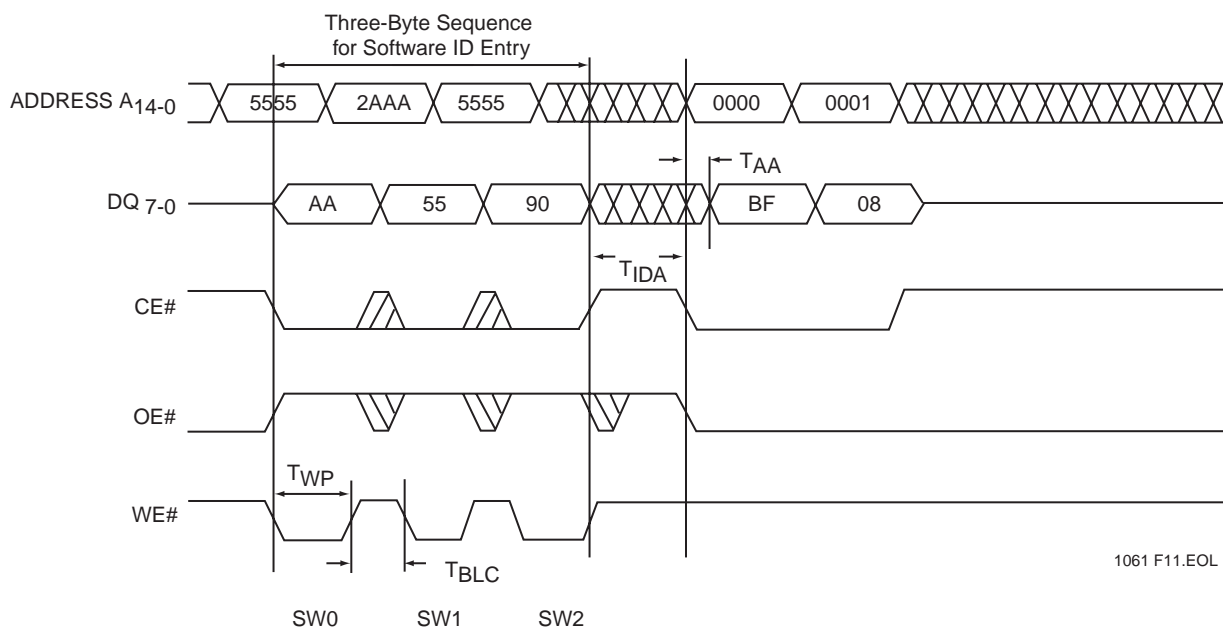 Three-Byte Sequence
for Software ID Entry
ADDRESS A14-0 5555 2AAA 5555 0000 0001
TAA
DQ 7-0 AA 55 90 BF 08
TIDA
CE#
OE#
TWP
WE#
TBLC
1061 F11.EOL
SW0 SW1 SW2